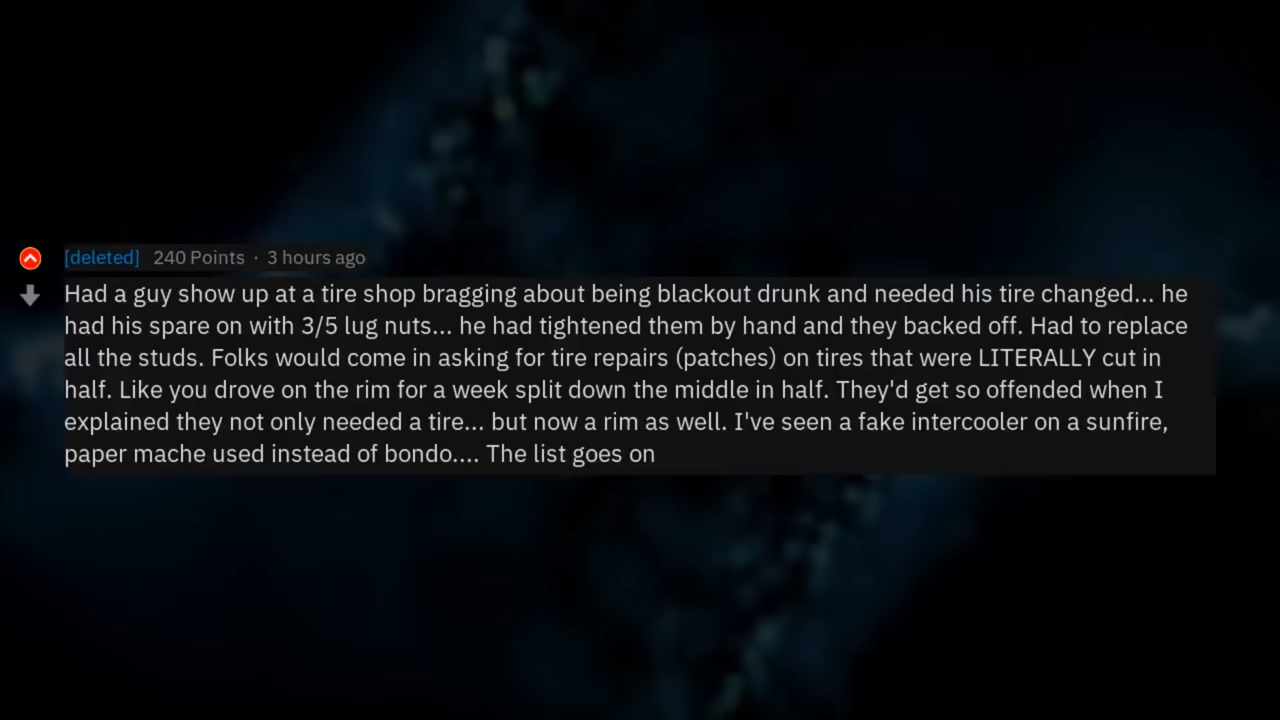 [deleted] 240 Points · 3 hours ago
Had a guy show up at a tire shop bragging about being blackout drunk and needed his tire changed... he
had his spare on with 3/5 lug nuts... he had tightened them by hand and they backed off. Had to replace
all the studs. Folks would come in asking for tire repairs (patches) on tires that were LITERALLY cut in
half. Like you drove on the rim for a week split down the middle in half. They'd get so offended when I
explained they not only needed a tire... but now a rim as well. I've seen a fake intercooler on a sunfire,
paper mache used instead of bondo.... The list goes on